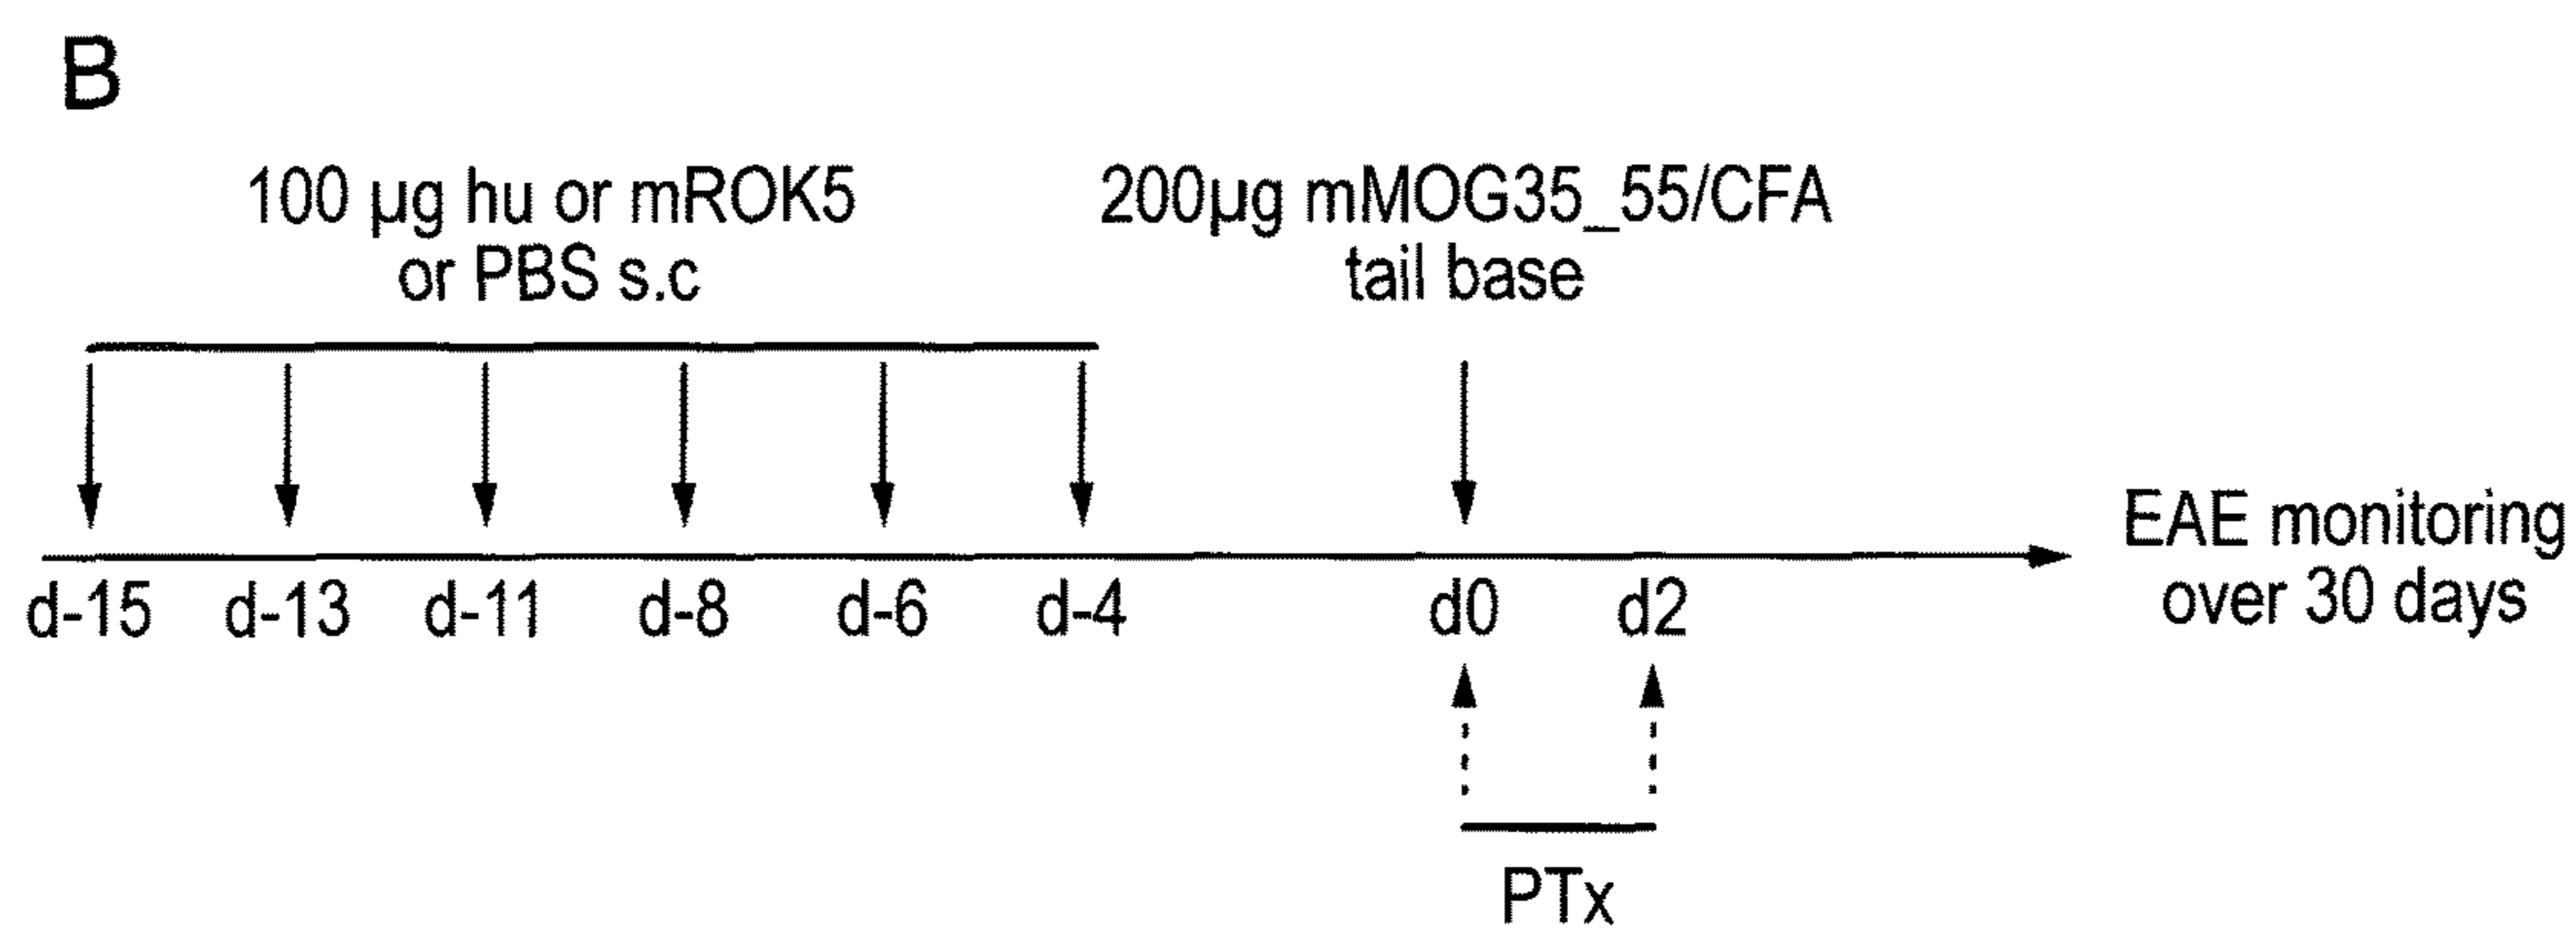 B
100 µg hu or mROK5
or PBS s.c
200µg mMOG35_55/CFA
tail base
d-15 d-13 d-11 d-8 d-6 d-4 d0 d2
EAE monitoring
over 30 days
PTx